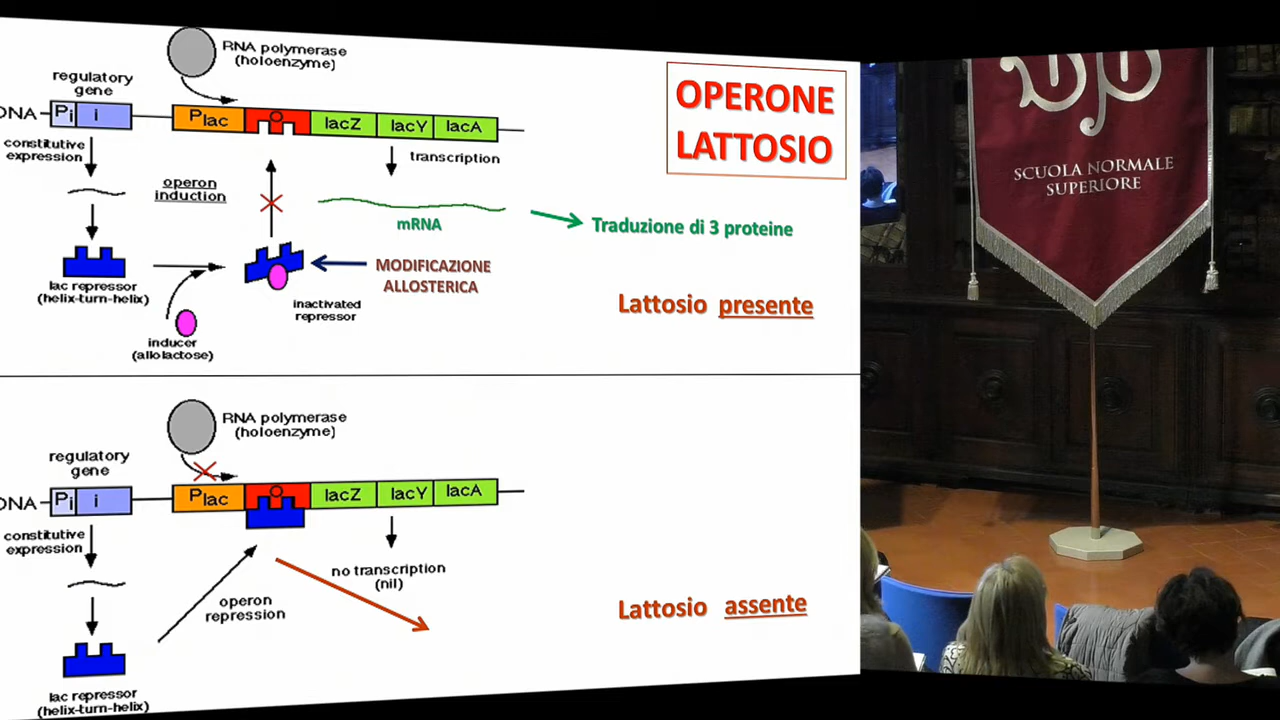 RNA polymerase
(holoenzyme)
regulatory
gene
DNA
Pi
i
Plac
O
lacZ
lacY
lacA
OPERONE
LATTOSIO
constitutive
expression
operon
induction
transcription
mRNA
Traduzione di 3 proteine
lac repressor
(helix-turn-helix)
MODIFICAZIONE
ALLOSTERICA
inactivated
repressor
inducer
(allolactose)
Lattosio presente
RNA polymerase
(holoenzyme)
regulatory
gene
DNA
Pi
i
Plac
O
lacZ
lacY
lacA
constitutive
expression
no transcription
(nil)
operon
repression
Lattosio assente
lac repressor
(helix-turn-helix)
SCUOLA NORMALE
SUPERIORE